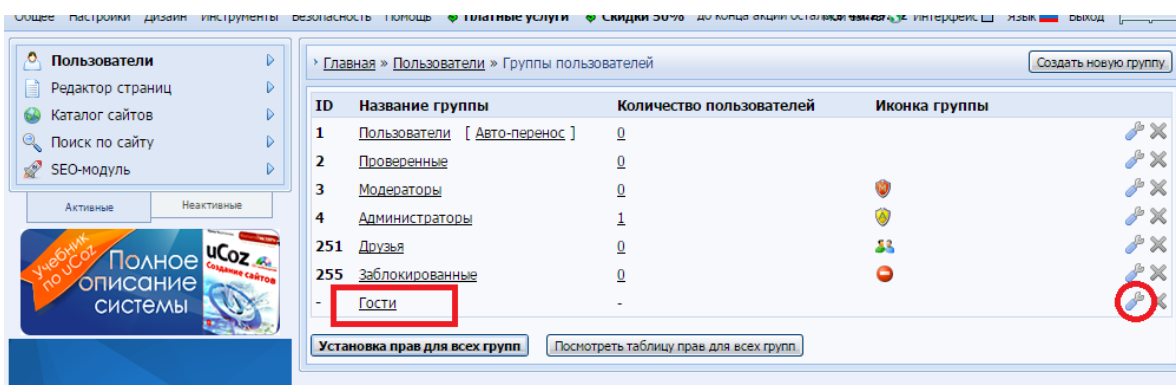 Общее Настройки Дизайн Инструменты Безопасность Помощь Платные услуги Скидки 50% до конца акции Интерфейс Язык Выход
Пользователи
Редактор страниц
Каталог сайтов
Поиск по сайту
SEO-модуль
Активные Неактивные
Учебник по uCoz
Полное описание системы
uCoz
Создание сайтов
Главная » Пользователи » Группы пользователей Создать новую группу
ID Название группы Количество пользователей Иконка группы
1 Пользователи [ Авто-перенос ] 0
2 Проверенные 0
3 Модераторы 0
4 Администраторы 1
251 Друзья 0
255 Заблокированные 0
- Гости -
Установка прав для всех групп Посмотреть таблицу прав для всех групп